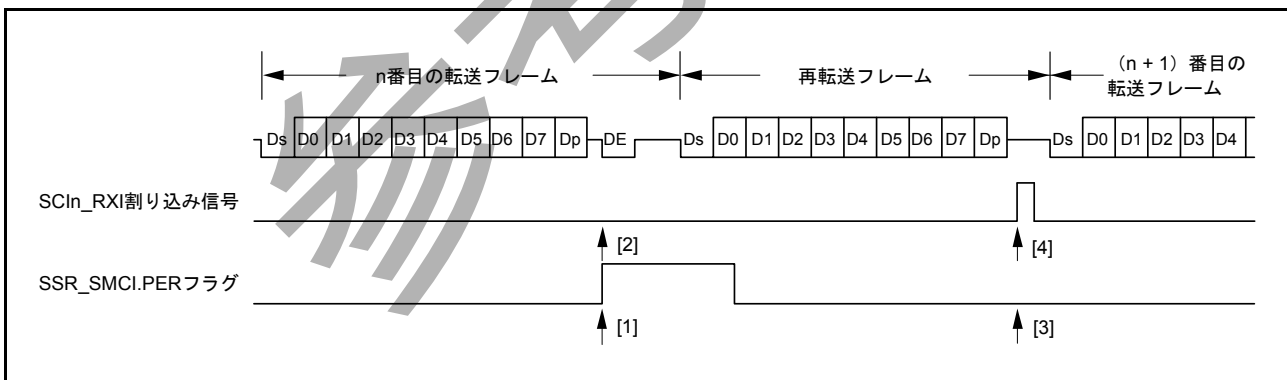 n番目の転送フレーム
再転送フレーム
(n + 1) 番目の
転送フレーム
Ds D0 D1 D2 D3 D4 D5 D6 D7 Dp DE Ds D0 D1 D2 D3 D4 D5 D6 D7 Dp Ds D0 D1 D2 D3 D4
SCIn_RXI割り込み信号
[2]
[4]
SSR_SMCI.PERフラグ
[1]
[3]